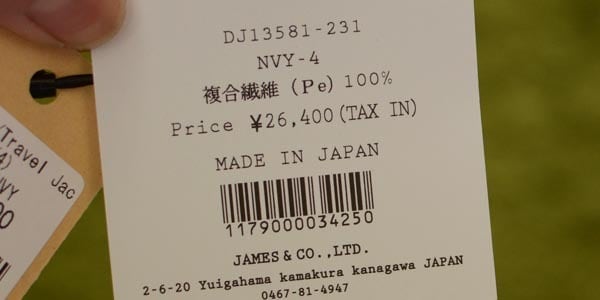 DJ13581-231
NVY-4
複合繊維 (Pe) 100%
Price ¥26,400(TAX IN)
MADE IN JAPAN
1179000034250
JAMES & CO.,LTD.
2-6-20 Yuigahama kamakura kanagawa JAPAN
0467-81-4947
Travel Jac